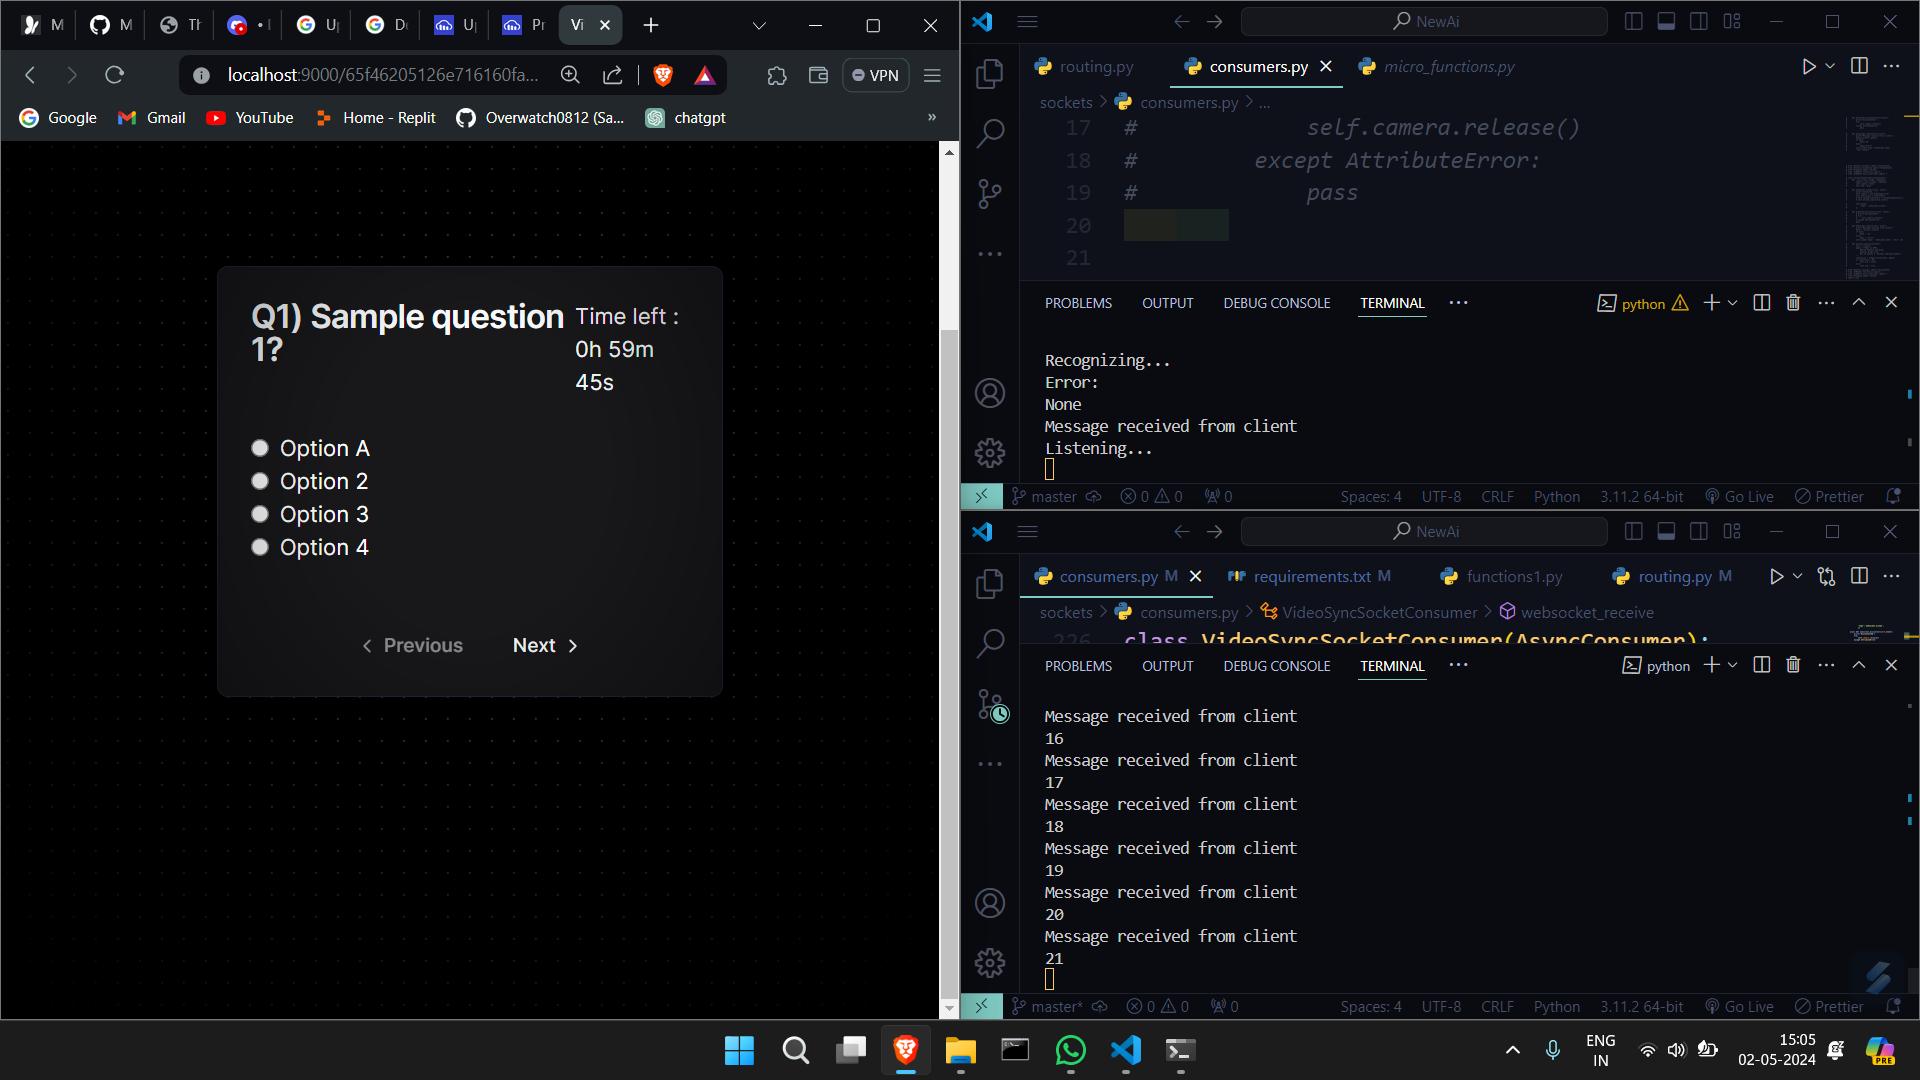 M
M
Th
U
D
U
Pr
Vi
localhost:9000/65f46205126e716160fa...
VPN
Google
Gmail
YouTube
Home - Replit
Overwatch0812 (Sa...
chatgpt
»
Q1) Sample question
1?
Time left :
0h 59m
45s
Option A
Option 2
Option 3
Option 4
Previous
Next
NewAi
routing.py
consumers.py
micro_functions.py
sockets > consumers.py > ...
17 # self.camera.release()
18 # except AttributeError:
19 # pass
20
21
PROBLEMS OUTPUT DEBUG CONSOLE TERMINAL ...
python
Recognizing...
Error:
None
Message received from client
Listening...
master 0 0 0 Spaces: 4 UTF-8 CRLF Python 3.11.2 64-bit Go Live Prettier
NewAi
consumers.py M
requirements.txt M
functions1.py
routing.py M
sockets > consumers.py > VideoSyncSocketConsumer > websocket_receive
226 class VideoSyncSocketConsumer(AsyncConsumer):
PROBLEMS OUTPUT DEBUG CONSOLE TERMINAL ...
python
Message received from client
16
Message received from client
17
Message received from client
18
Message received from client
19
Message received from client
20
Message received from client
21
master* 0 0 0 Spaces: 4 UTF-8 CRLF Python 3.11.2 64-bit Go Live Prettier
ENG
IN
15:05
02-05-2024
PRE